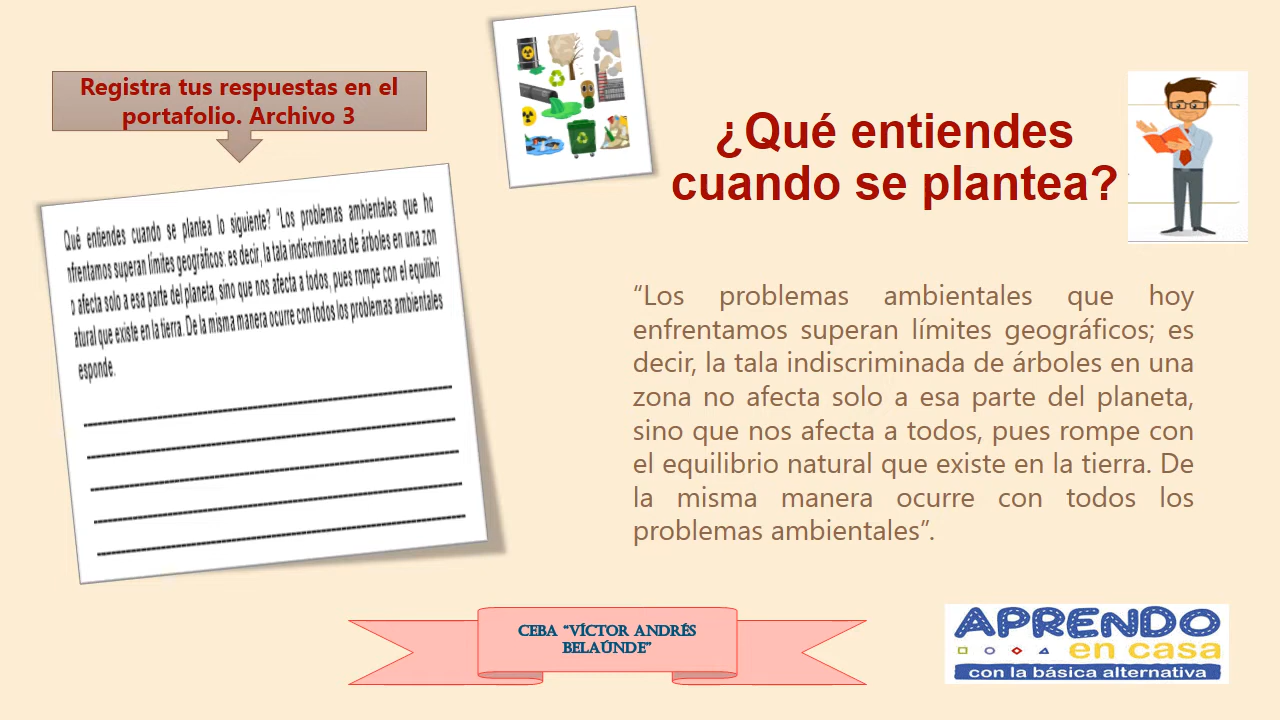 Registra tus respuestas en el
portafolio. Archivo 3
Qué entiendes cuando se plantea lo siguiente? "Los problemas ambientales que ho
nfrentamos superan límites geográficos: es decir, la tala indiscriminada de árboles en una zon
o afecta solo a esa parte del planeta, sino que nos afecta a todos, pues rompe con el equilibri
atural que existe en la tierra. De la misma manera ocurre con todos los problemas ambientales
esponde.
¿Qué entiendes
cuando se plantea?
“Los problemas ambientales que hoy
enfrentamos superan límites geográficos; es
decir, la tala indiscriminada de árboles en una
zona no afecta solo a esa parte del planeta,
sino que nos afecta a todos, pues rompe con
el equilibrio natural que existe en la tierra. De
la misma manera ocurre con todos los
problemas ambientales”.
CEBA “VÍCTOR ANDRÉS
BELAÚNDE”
APRENDO
en casa
con la básica alternativa